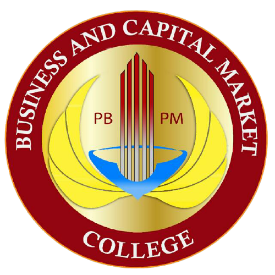 BUSINESS AND CAPITAL MARKET
PB PM
COLLEGE